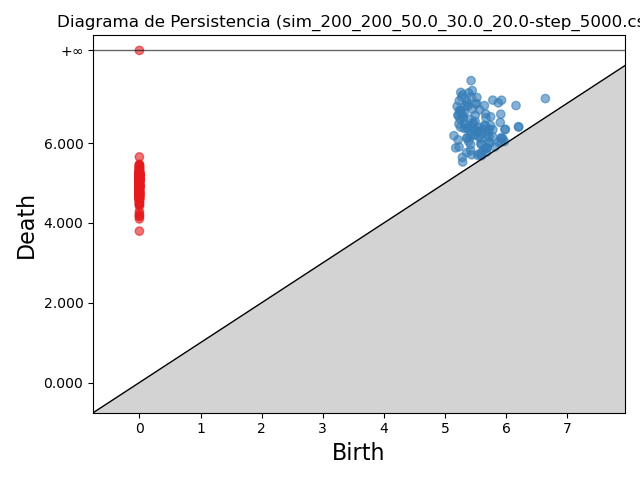 Diagrama de Persistencia (sim_200_200_50.0_30.0_20.0-step_5000.cs
+∞
6.000
4.000
2.000
0.000
Death
0 1 2 3 4 5 6 7
Birth